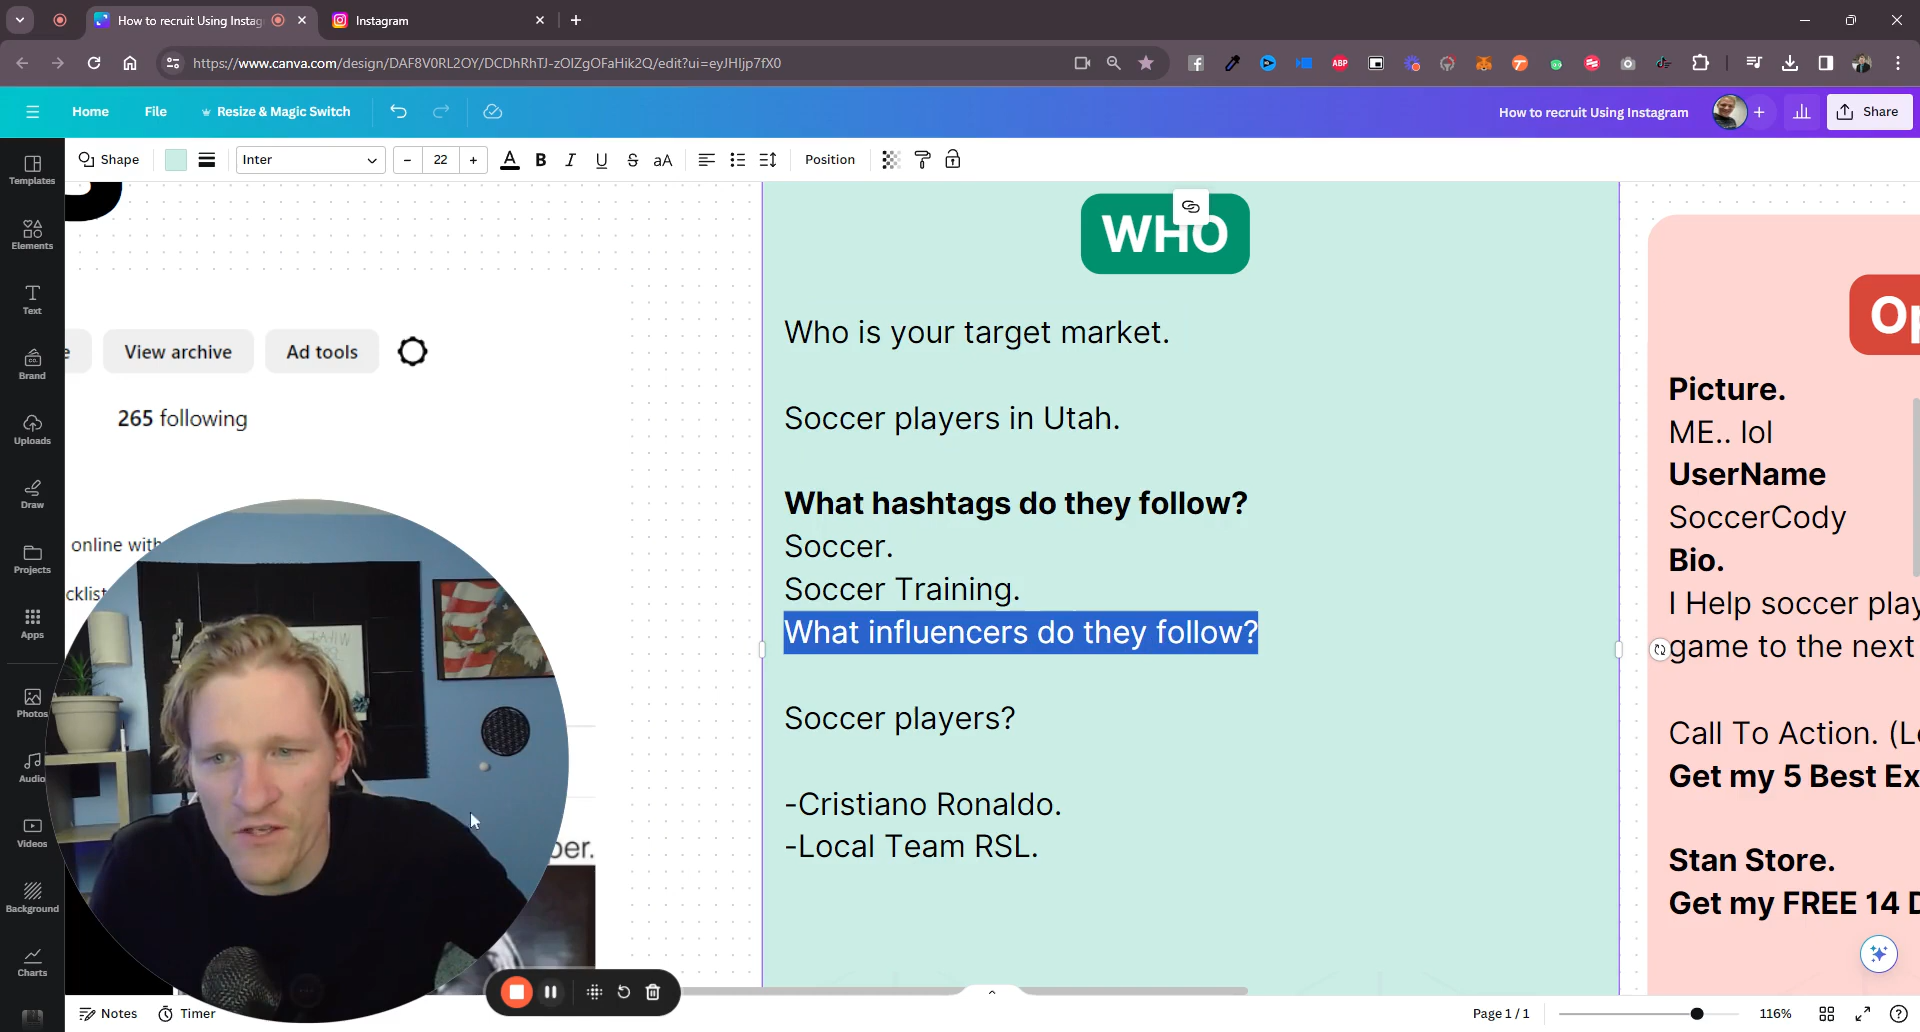 How to recruit Using Instag
Instagram
https://www.canva.com/design/DAF8V0RL2OY/DCDhRhTJ-zOIZgOFaHik2Q/edit?ui=eyJHIjp7fX0
ABP
Home
File
Resize & Magic Switch
How to recruit Using Instagram
Share
Shape
Inter
22
B
I
U
S
aA
Position
Templates
Elements
Text
Brand
Uploads
Draw
Projects
Apps
Photos
Audio
Videos
Background
Charts
e
View archive
Ad tools
265 following
online with
cklist
ber.
WHO
Who is your target market.
Soccer players in Utah.
What hashtags do they follow?
Soccer.
Soccer Training.
What influencers do they follow?
Soccer players?
-Cristiano Ronaldo.
-Local Team RSL.
Op
Picture.
ME.. lol
UserName
SoccerCody
Bio.
I Help soccer play
game to the next
Call To Action. (L
Get my 5 Best Ex
Stan Store.
Get my FREE 14 D
Notes
Timer
Page 1 / 1
116%